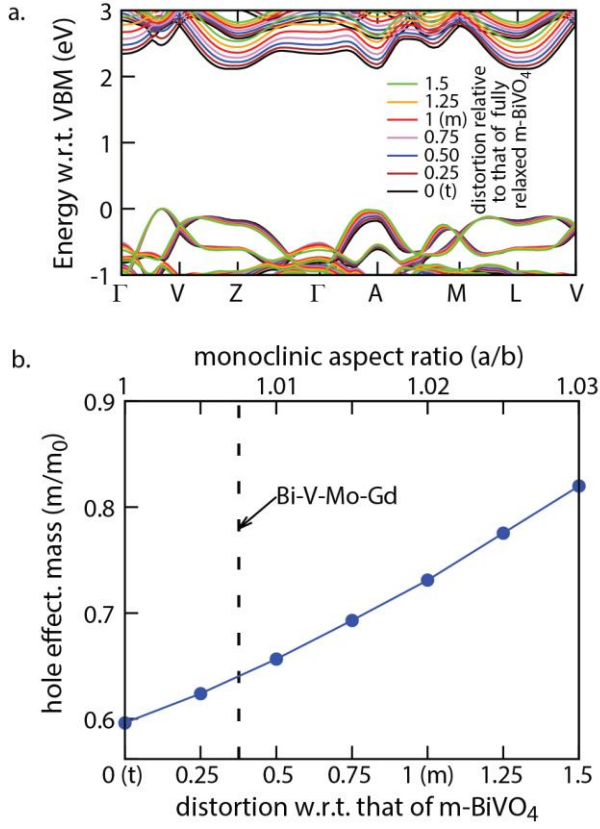 a.
3
2
1
0
-1
Energy w.r.t. VBM (eV)
1.5
1.25
1 (m)
0.75
0.50
0.25
0 (t)
distortion relative
to that of fully
relaxed m-BiVO4
Γ V Z Γ A M L V
b.
monoclinic aspect ratio (a/b)
1 1.01 1.02 1.03
0.9
0.8
0.7
0.6
hole effect. mass (m/m0)
Bi-V-Mo-Gd
0 (t) 0.25 0.5 0.75 1 (m) 1.25 1.5
distortion w.r.t. that of m-BiVO4